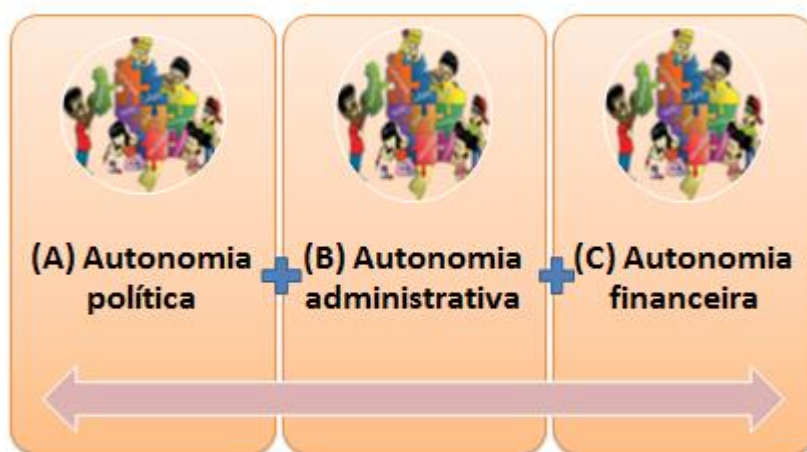 (A) Autonomia
política
(B) Autonomia
administrativa
(C) Autonomia
financeira